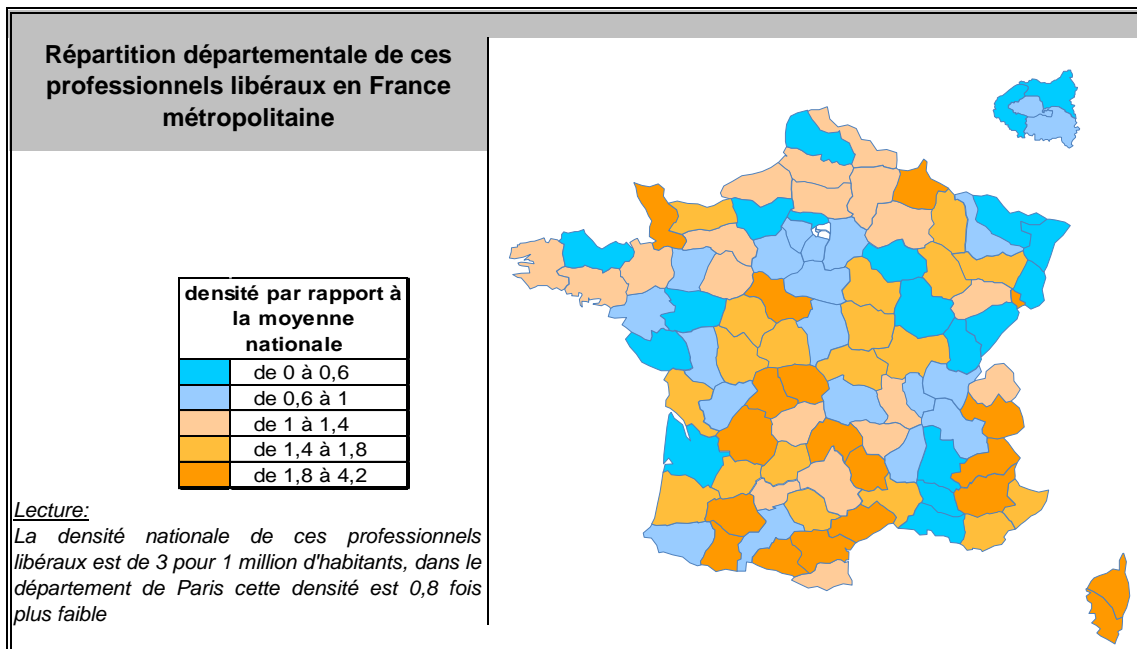 Répartition départementale de ces
professionnels libéraux en France
métropolitaine
densité par rapport à
la moyenne
nationale
de 0 à 0,6
de 0,6 à 1
de 1 à 1,4
de 1,4 à 1,8
de 1,8 à 4,2
Lecture:
La densité nationale de ces professionnels
libéraux est de 3 pour 1 million d'habitants, dans le
département de Paris cette densité est 0,8 fois
plus faible